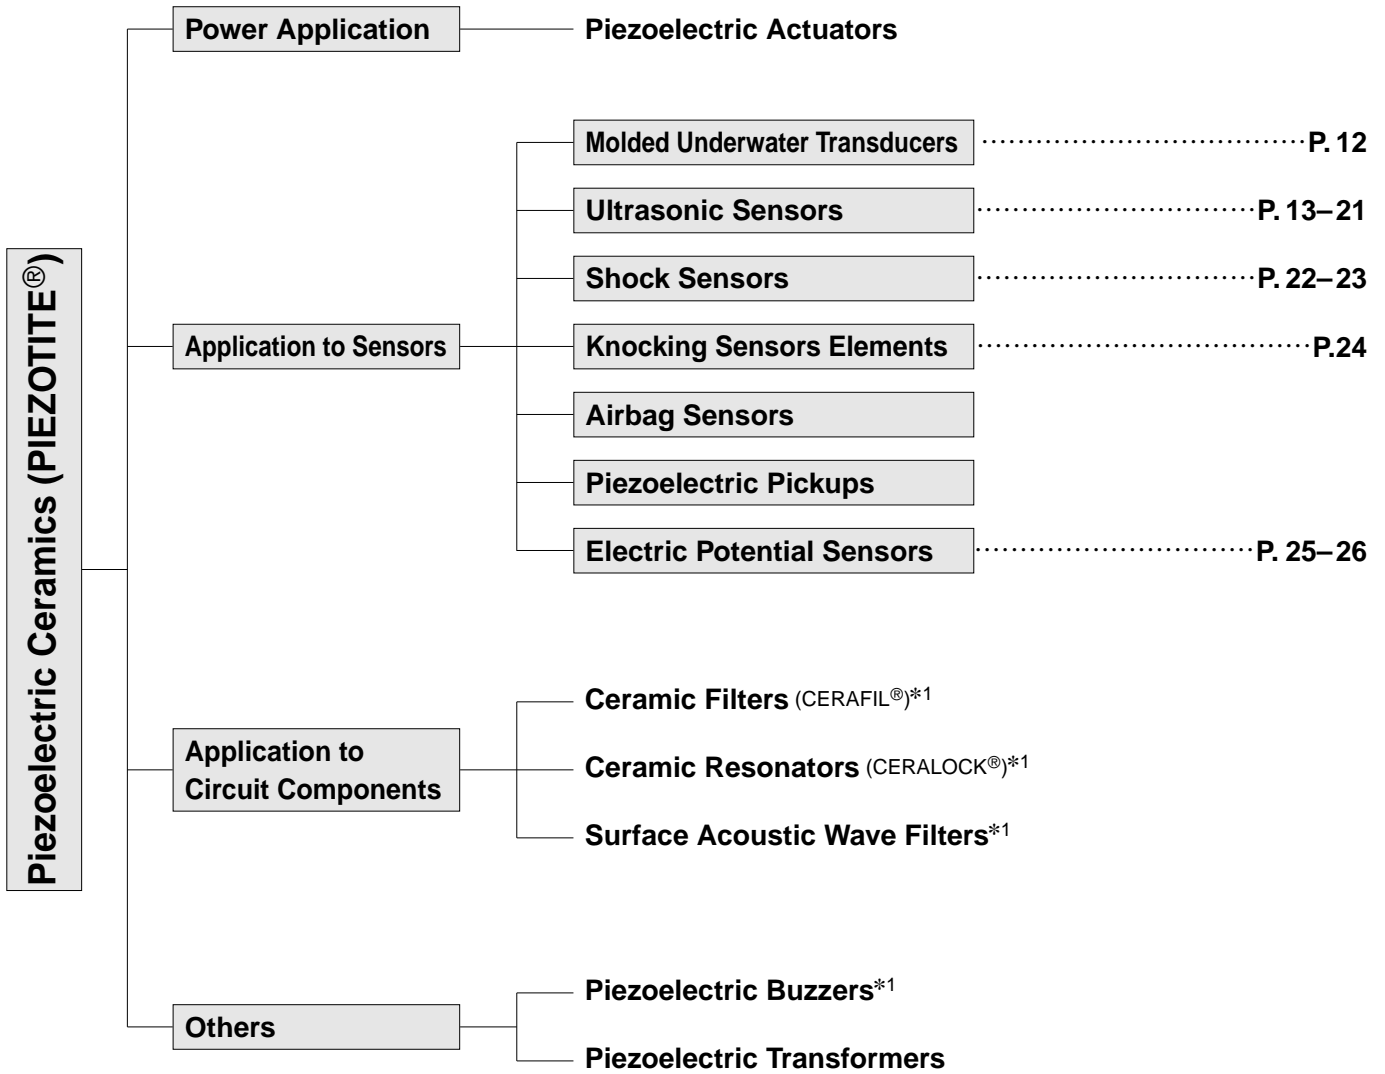 Power Application
Piezoelectric Actuators
Molded Underwater Transducers ································ P. 12
Ultrasonic Sensors ···························· P. 13–21
Shock Sensors ···························· P. 22–23
Piezoelectric Ceramics (PIEZOTITE®)
Application to Sensors
Knocking Sensors Elements ································ P.24
Airbag Sensors
Piezoelectric Pickups
Electric Potential Sensors ···························· P. 25–26
Application to
Circuit Components
Ceramic Filters (CERAFIL®)*1
Ceramic Resonators (CERALOCK®)*1
Surface Acoustic Wave Filters*1
Others
Piezoelectric Buzzers*1
Piezoelectric Transformers